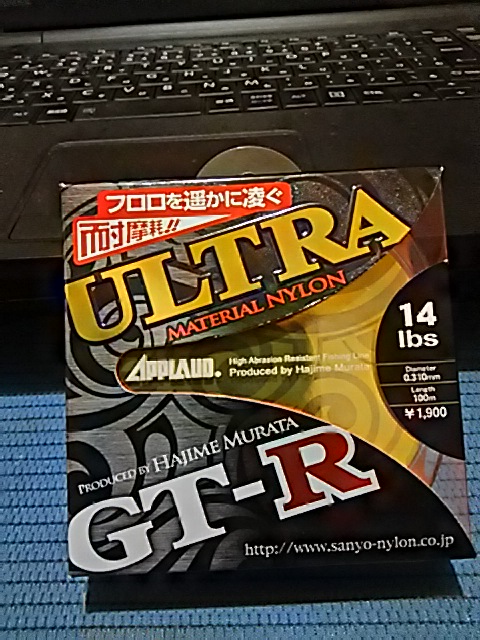 フロロを遥かに凌ぐ
耐摩耗!!
ULTRA
MATERIAL NYLON
14
lbs
APPLAUD.
High Abrasion Resistant Fishing Line
Produced by Hajime Murata
Diameter
0.310mm
Length
100m
¥1,900
PRODUCED BY HAJIME MURATA
GT-R
http://www.sanyo-nylon.co.jp